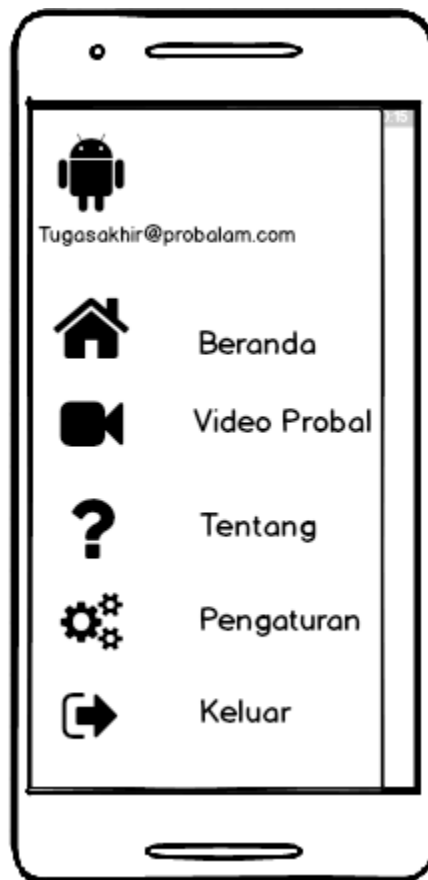 Tugasakhir@probalam.com
Beranda
Video Probal
Tentang
Pengaturan
Keluar